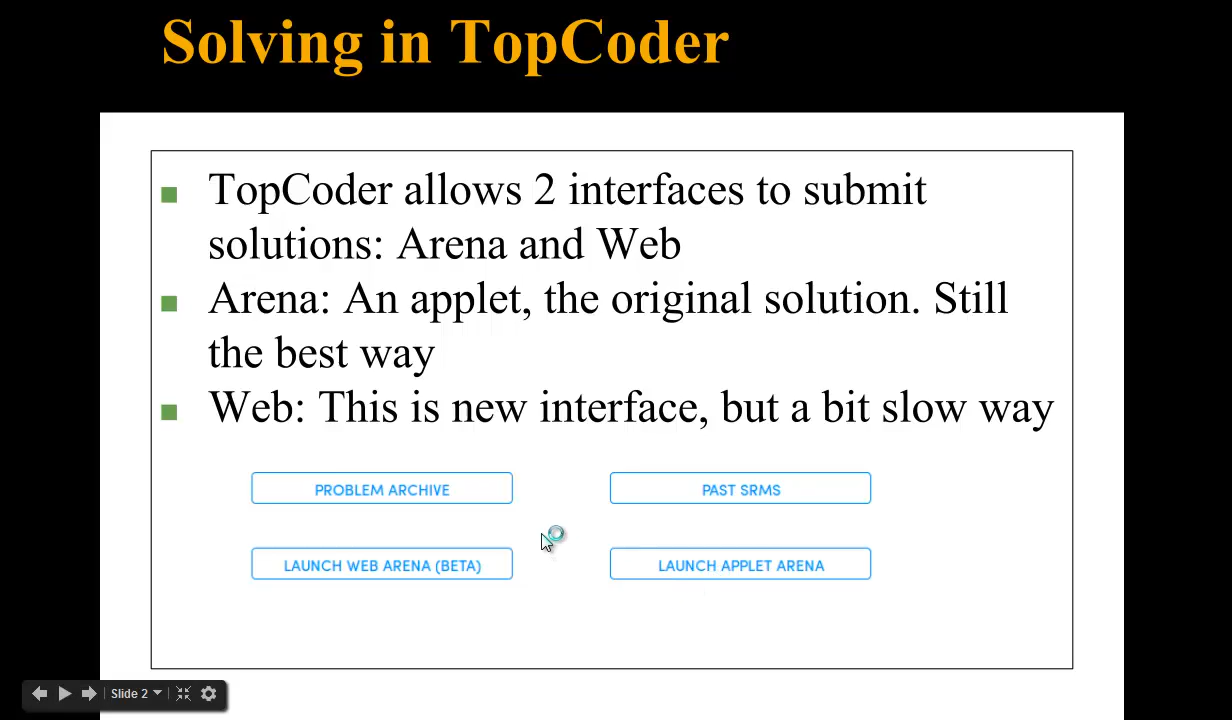 Solving in TopCoder
TopCoder allows 2 interfaces to submit
solutions: Arena and Web
Arena: An applet, the original solution. Still
the best way
Web: This is new interface, but a bit slow way
PROBLEM ARCHIVE
PAST SRMS
LAUNCH WEB ARENA (BETA)
LAUNCH APPLET ARENA
Slide 2